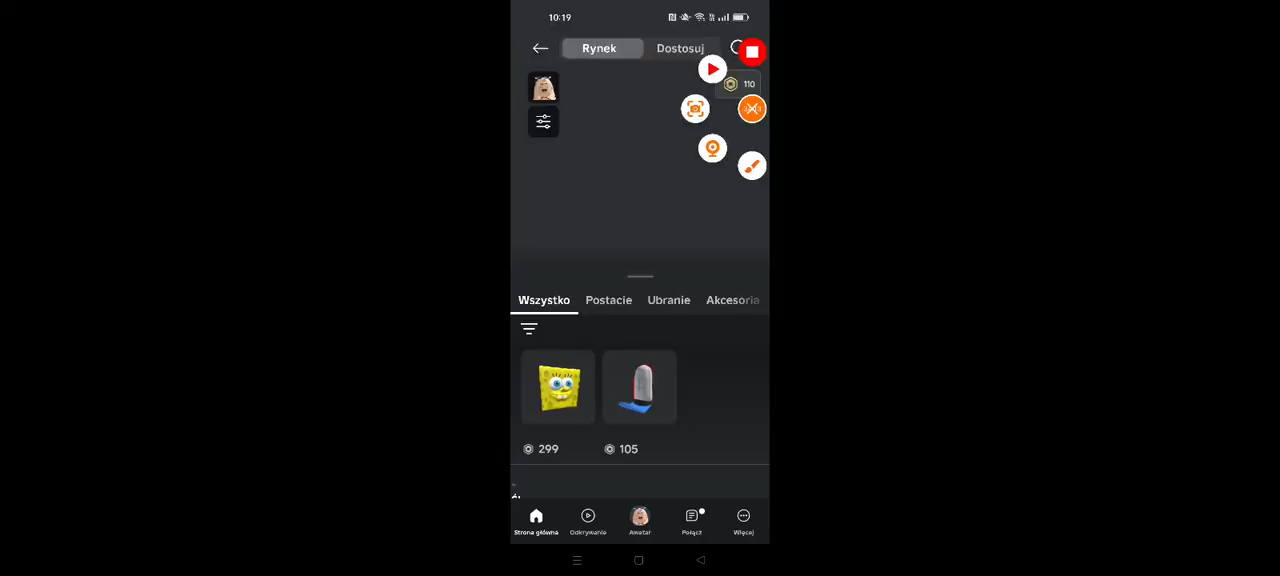 10:19
Rynek Dostosuj
110
Wszystko Postacie Ubranie Akcesoria
299 105
Strona główna Odkrywanie Awatar Połącz Więcej